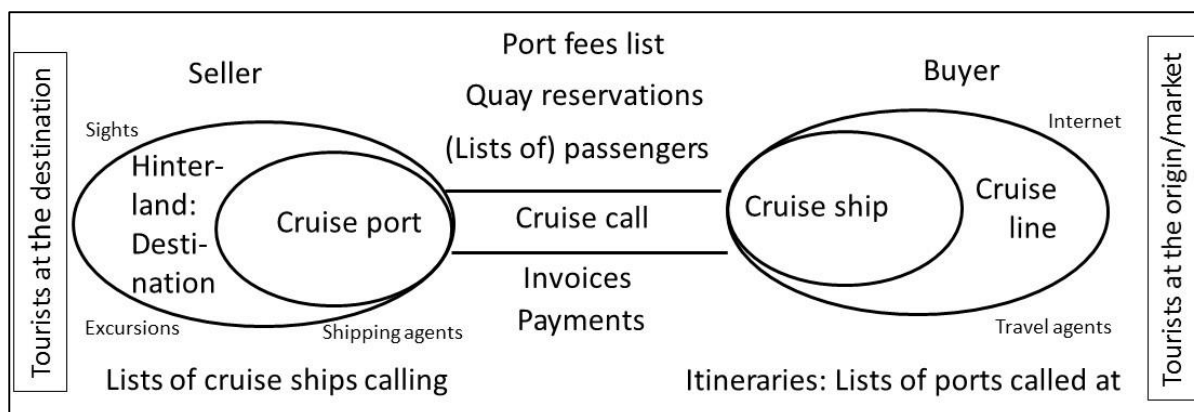 Tourists at the destination
Seller
Sights
Hinter-
land:
Desti-
nation
Cruise port
Excursions
Shipping agents
Lists of cruise ships calling
Port fees list
Quay reservations
(Lists of) passengers
Cruise call
Invoices
Payments
Buyer
Internet
Cruise ship
Cruise
line
Travel agents
Itineraries: Lists of ports called at
Tourists at the origin/market